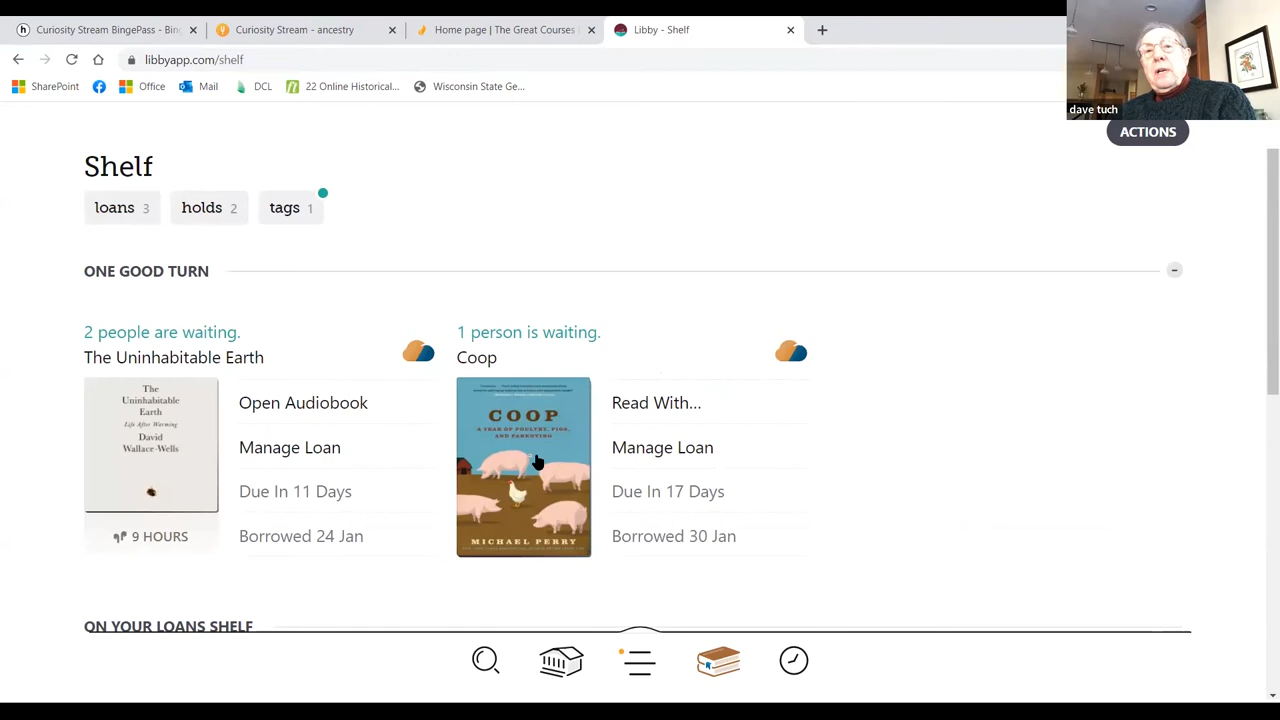 Curiosity Stream BingePass - Bin
Curiosity Stream - ancestry
Home page | The Great Courses
Libby - Shelf
libbyapp.com/shelf
SharePoint
Office
Mail
DCL
22 Online Historical...
Wisconsin State Ge...
dave tuch
ACTIONS
Shelf
loans 3
holds 2
tags 1
ONE GOOD TURN
2 people are waiting.
The Uninhabitable Earth
The
Uninhabitable
Earth
Life After Warming
David
Wallace-Wells
9 HOURS
Open Audiobook
Manage Loan
Due In 11 Days
Borrowed 24 Jan
1 person is waiting.
Coop
COOP
A YEAR OF POULTRY, PIGS,
AND PARENTING
MICHAEL PERRY
Read With...
Manage Loan
Due In 17 Days
Borrowed 30 Jan
ON YOUR LOANS SHELF